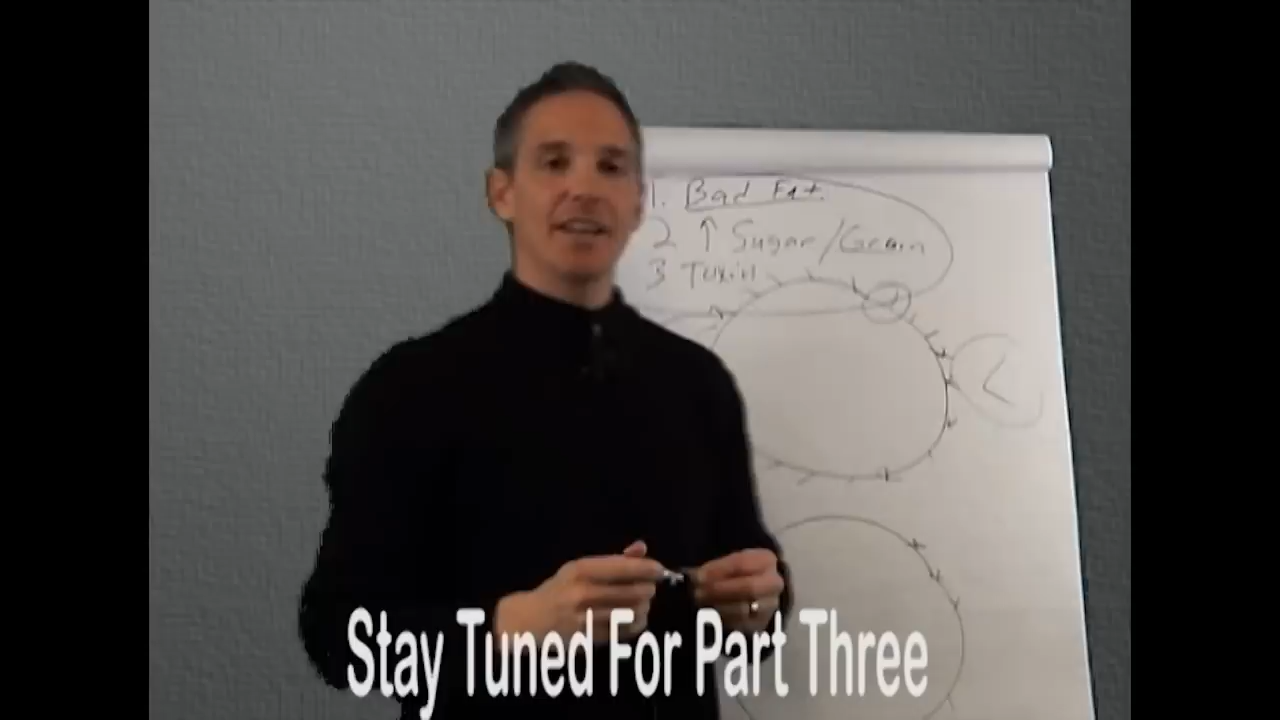 1. Bad Fat.
2 ↑ Sugar/Grain
3 Toxin
Stay Tuned For Part Three